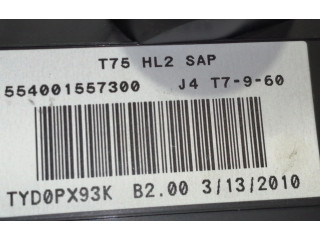 T75 HL2 SAP
554001557300 J4 T7-9-60
TYD0PX93K B2.00 3/13/2010